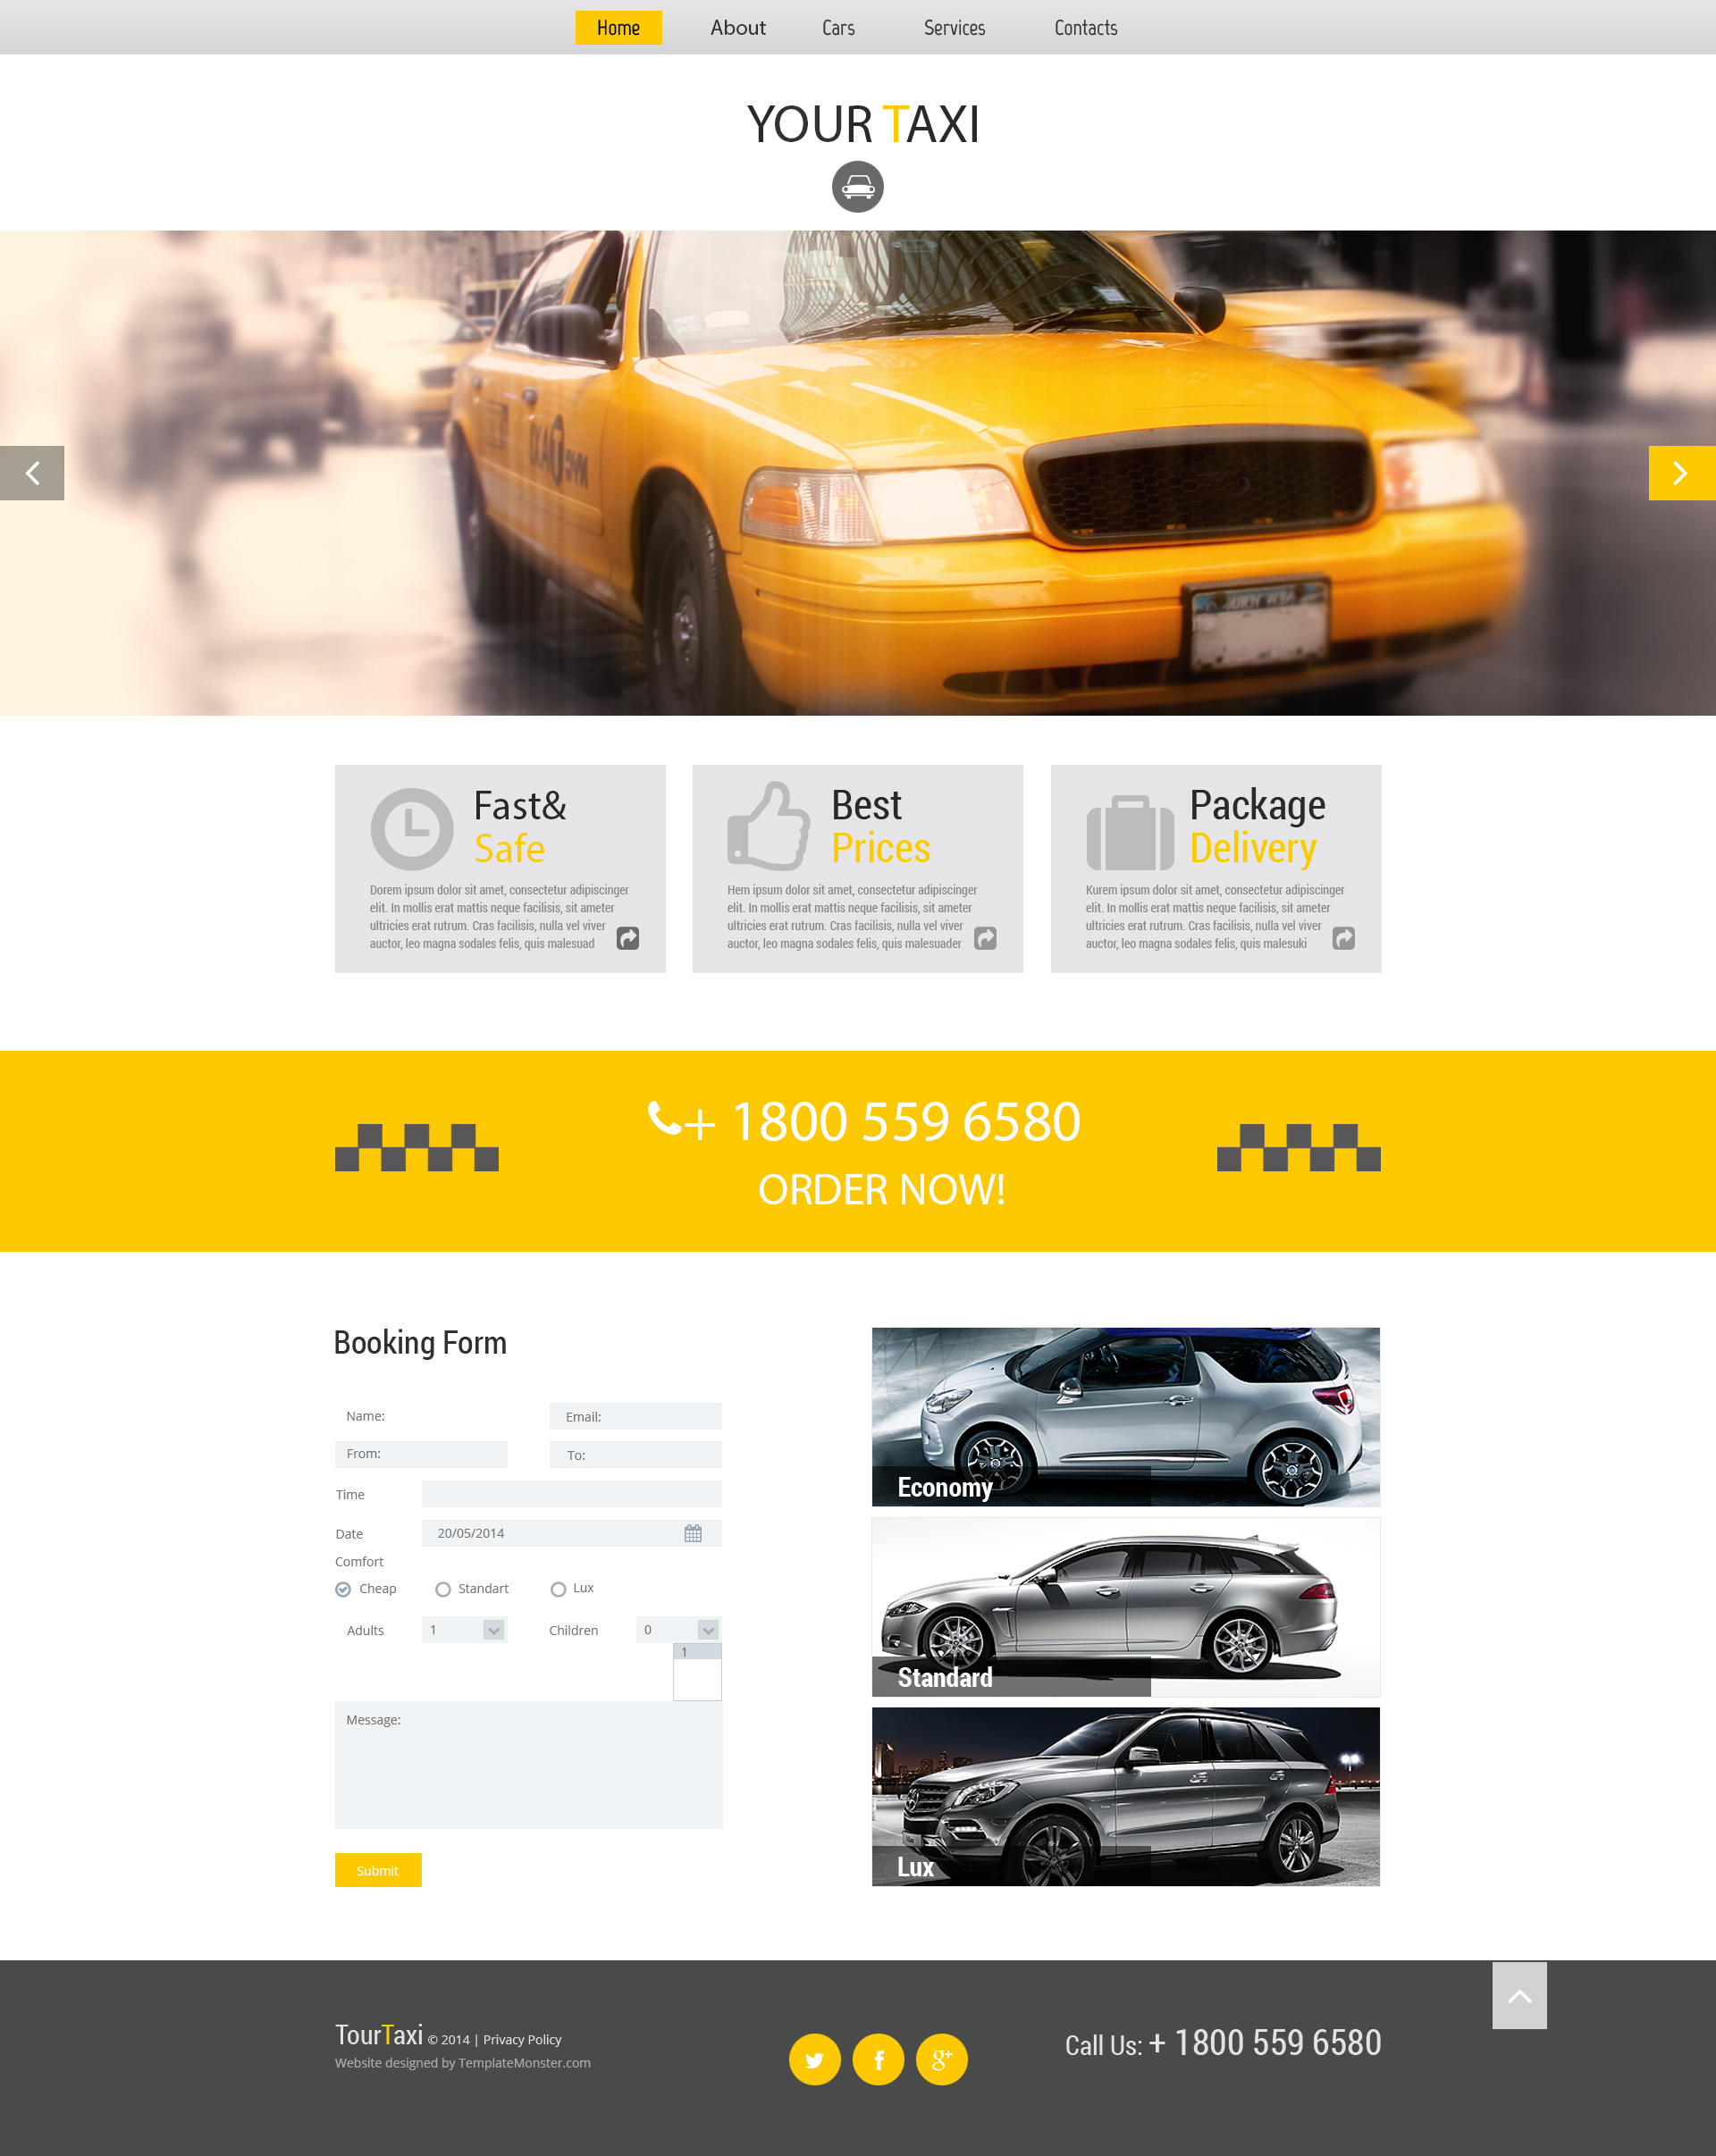 Home About Cars Services Contacts
YOUR TAXI
Fast&
Safe
Dorem ipsum dolor sit amet, consectetur adipiscinger
elit. In mollis erat mattis neque facilisis, sit ameter
ultricies erat rutrum. Cras facilisis, nulla vel viver
auctor, leo magna sodales felis, quis malesuad
Best
Prices
Hem ipsum dolor sit amet, consectetur adipiscinger
elit. In mollis erat mattis neque facilisis, sit ameter
ultricies erat rutrum. Cras facilisis, nulla vel viver
auctor, leo magna sodales felis, quis malesuader
Package
Delivery
Kurem ipsum dolor sit amet, consectetur adipiscinger
elit. In mollis erat mattis neque facilisis, sit ameter
ultricies erat rutrum. Cras facilisis, nulla vel viver
auctor, leo magna sodales felis, quis malesuki
+ 1800 559 6580
ORDER NOW!
Booking Form
Name: Email:
From: To:
Time
Date 20/05/2014
Comfort
Cheap Standart Lux
Adults 1 Children 0
1
Message:
Submit
Economy
Standard
Lux
TourTaxi © 2014 | Privacy Policy
Website designed by TemplateMonster.com
Call Us: + 1800 559 6580